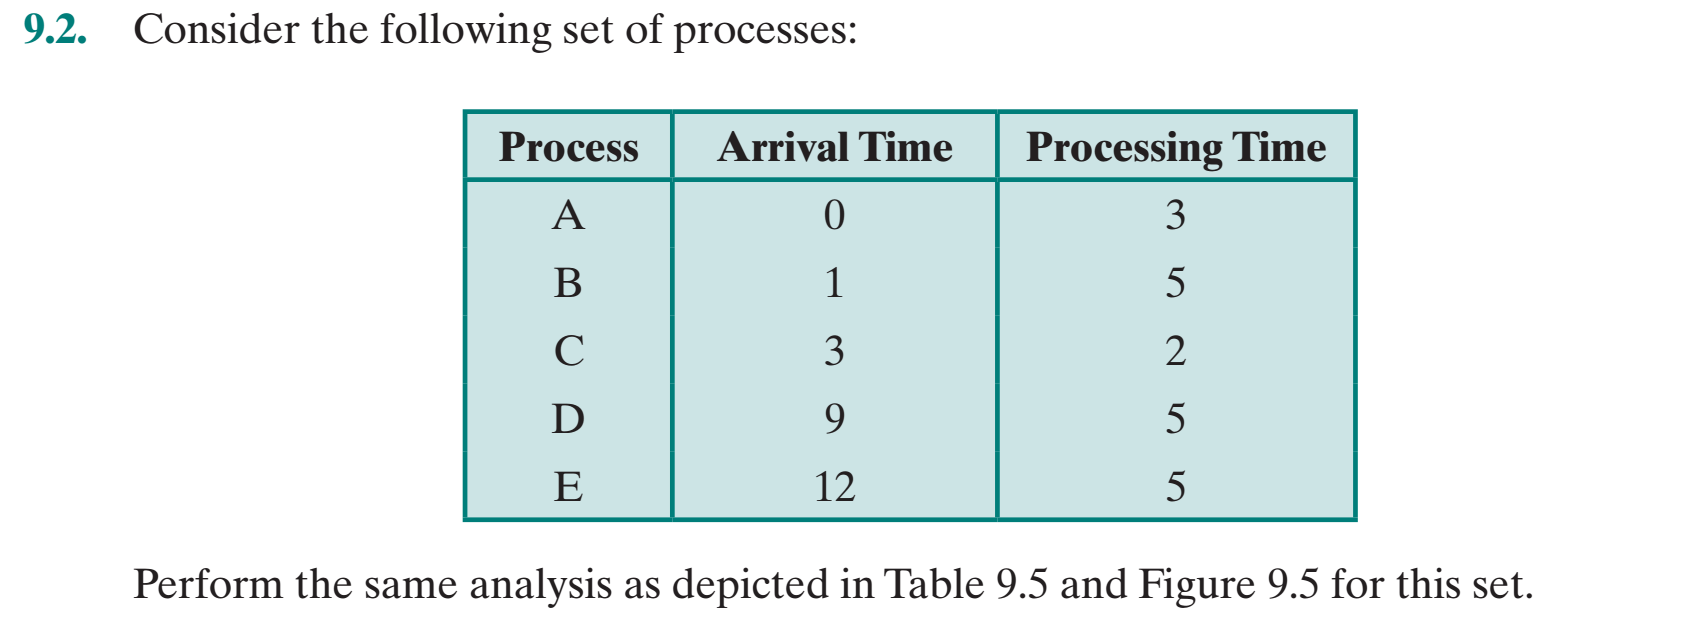 9.2. Consider the following set of processes:
Process Arrival Time Processing Time
A 0 3
B 1 5
C 3 2
D 9 5
E 12 5
Perform the same analysis as depicted in Table 9.5 and Figure 9.5 for this set.